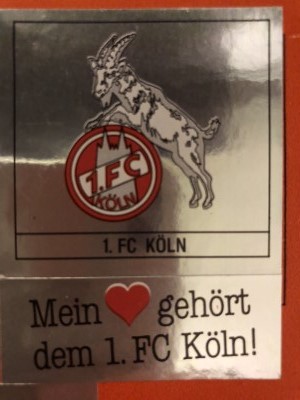 1. FC
KÖLN
1. FC KÖLN
Mein gehört
dem 1. FC Köln!